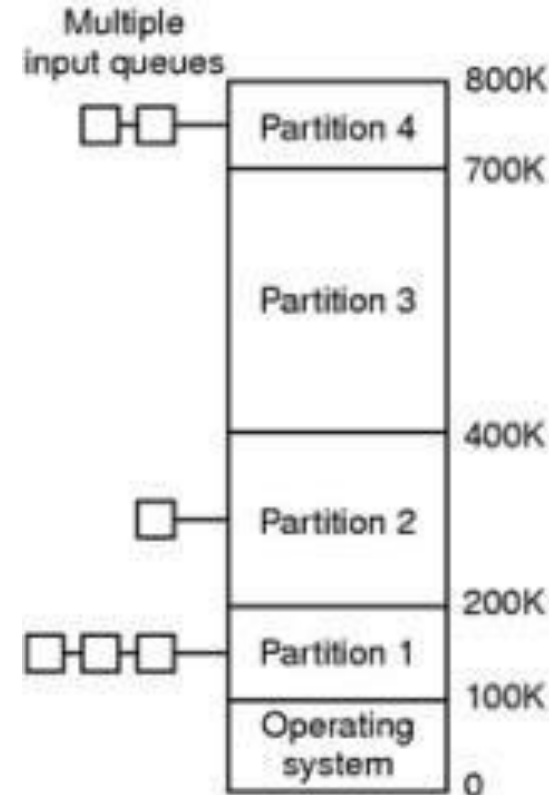 Multiple
input queues
800K
Partition 4
700K
Partition 3
400K
Partition 2
200K
Partition 1
100K
Operating
system
0